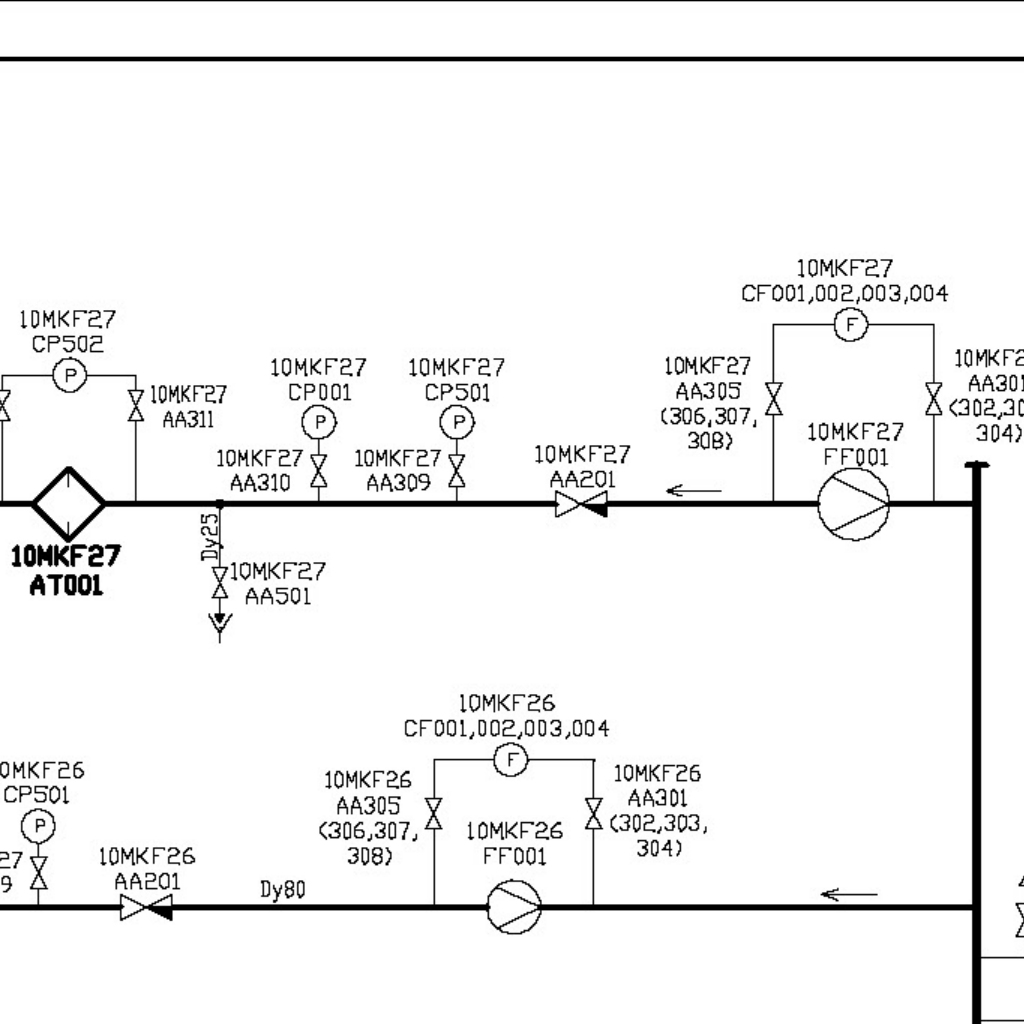 10MKF27
CF001,002,003,004
F
10MKF27
CP502
P
10MKF27
AA311
10MKF27
CP001
P
10MKF27
CP501
P
10MKF27
AA305
(306,307,
308)
10MKF2
AA301
(302,30
304)
10MKF27
FF001
10MKF27
AA310
10MKF27
AA309
10MKF27
AA201
10MKF27
AT001
Dy25
10MKF27
AA501
10MKF26
CF001,002,003,004
F
0MKF26
CP501
P
10MKF26
AA305
(306,307,
308)
10MKF26
AA301
(302,303,
304)
10MKF26
FF001
27
9
10MKF26
AA201
Dy80